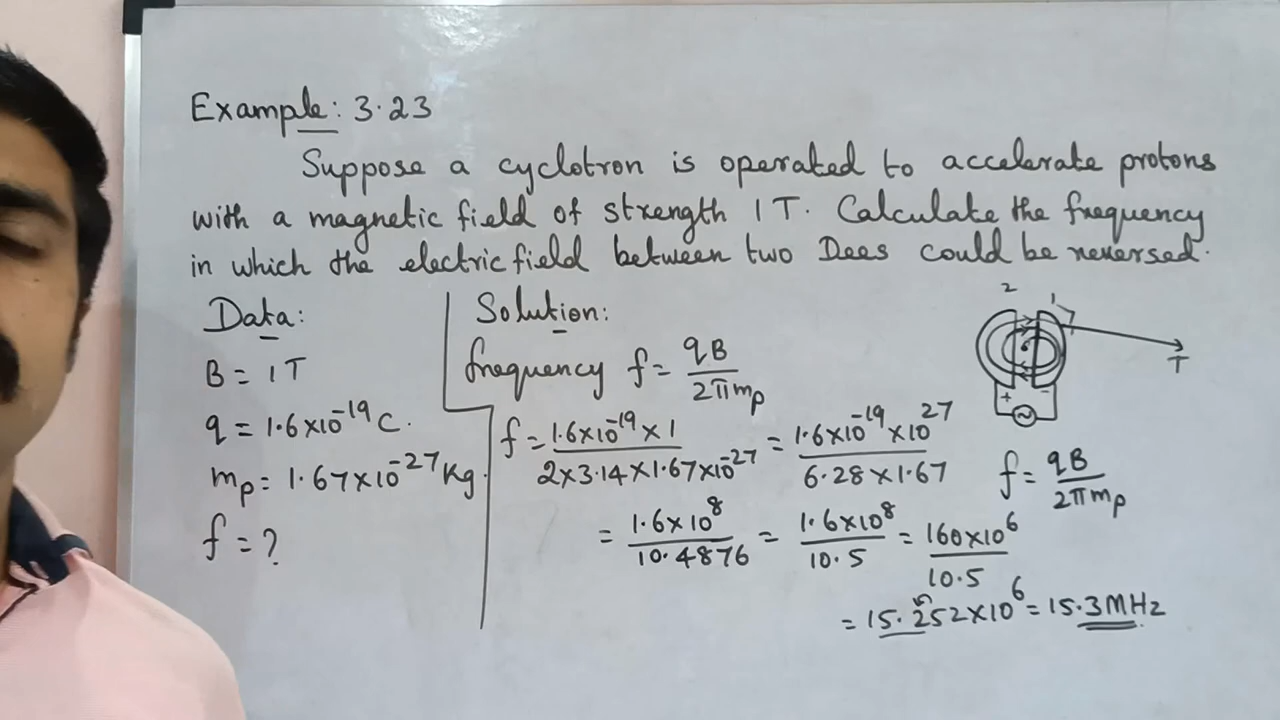 Example: 3.23
Suppose a cyclotron is operated to accelerate protons
with a magnetic field of strength 1 T. Calculate the frequency
in which the electric field between two Dees could be reversed.
Data:
B = 1T
q = 1.6×10⁻¹⁹ C.
mₚ = 1.67×10⁻²⁷ Kg.
f = ?
Solution:
frequency f = qB / 2πmₚ
f = 1.6×10⁻¹⁹ × 1 / 2×3.14×1.67×10⁻²⁷ = 1.6×10⁻¹⁹×10²⁷ / 6.28×1.67
= 1.6×10⁸ / 10.4876 = 1.6×10⁸ / 10.5 = 160×10⁶ / 10.5
= 15.252×10⁶ = 15.3MHz
2 1
T
+ −
f = qB / 2πmₚ